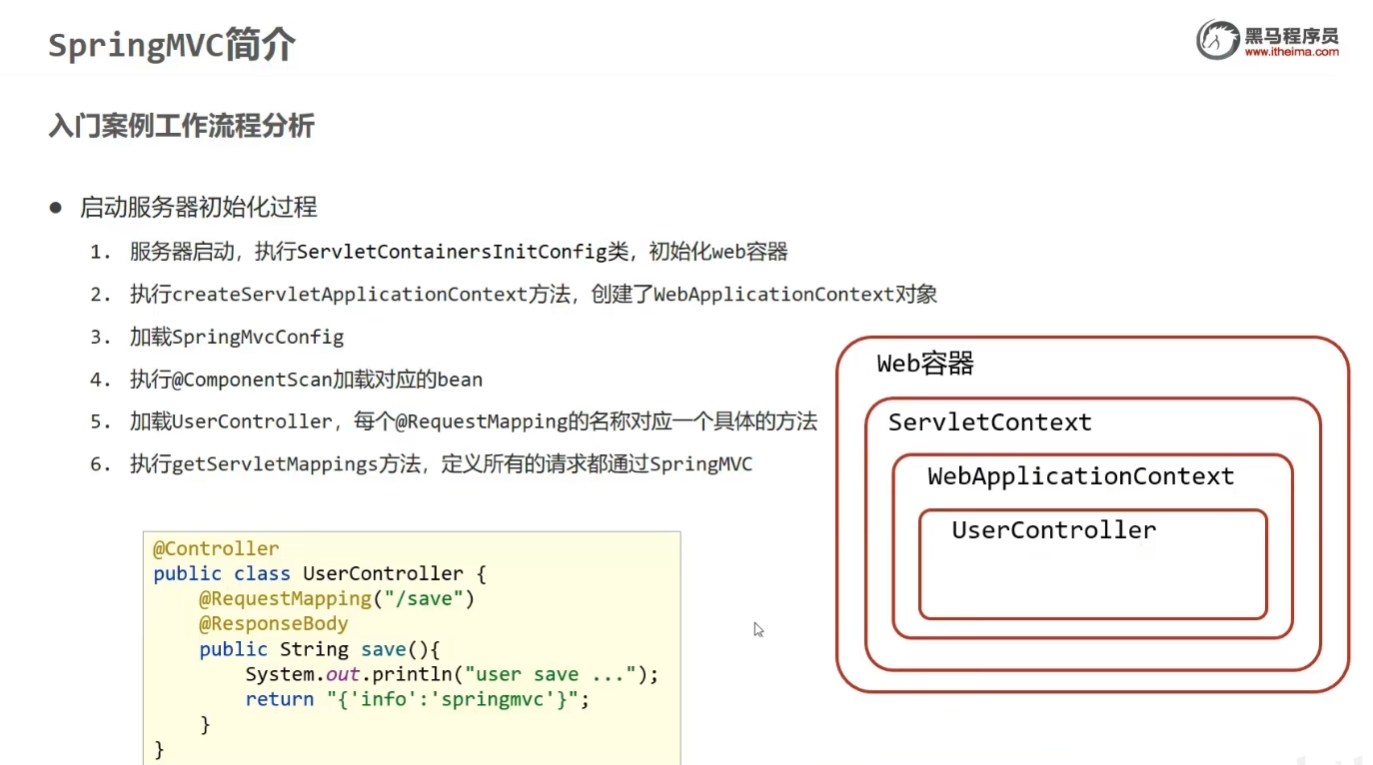 SpringMVC简介
黑马程序员
www.itheima.com
入门案例工作流程分析
● 启动服务器初始化过程
1. 服务器启动，执行ServletContainersInitConfig类，初始化web容器
2. 执行createServletApplicationContext方法，创建了WebApplicationContext对象
3. 加载SpringMvcConfig
4. 执行@ComponentScan加载对应的bean
5. 加载UserController，每个@RequestMapping的名称对应一个具体的方法
6. 执行getServletMappings方法，定义所有的请求都通过SpringMVC
Web容器
ServletContext
WebApplicationContext
UserController
@Controller
public class UserController {
    @RequestMapping("/save")
    @ResponseBody
    public String save(){
        System.out.println("user save ...");
        return "{'info':'springmvc'}";
    }
}